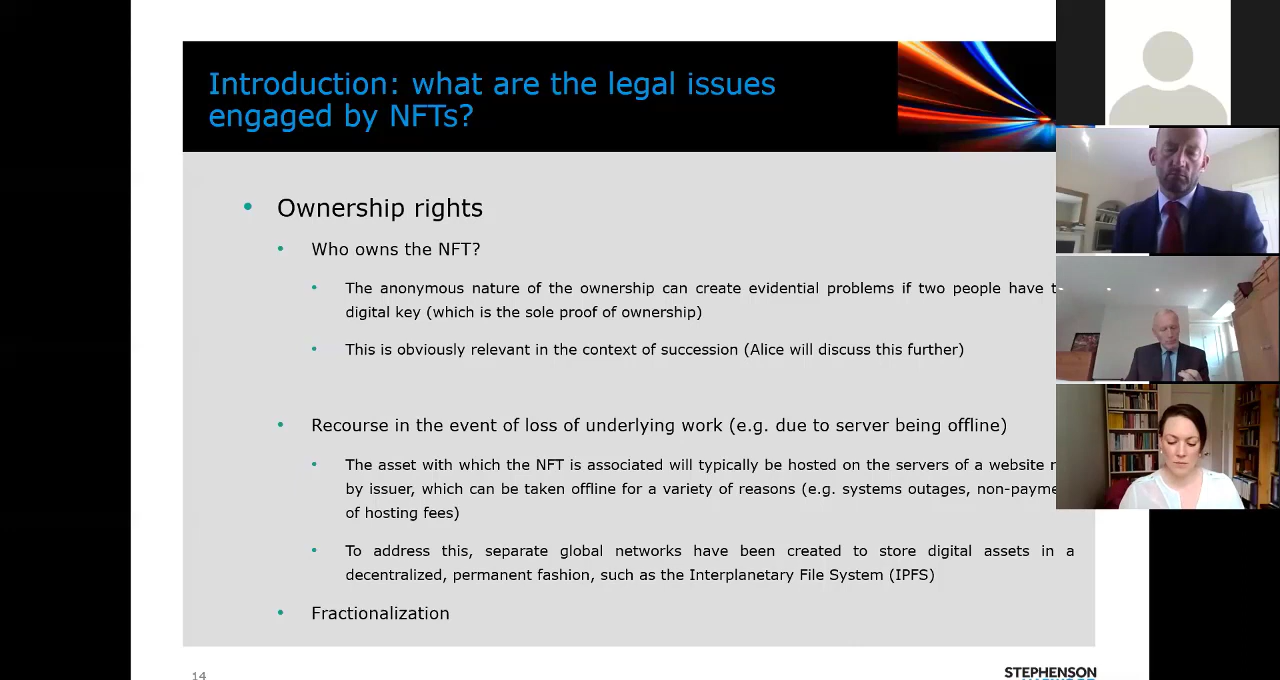 Introduction: what are the legal issues
engaged by NFTs?
• Ownership rights
• Who owns the NFT?
• The anonymous nature of the ownership can create evidential problems if two people have
digital key (which is the sole proof of ownership)
• This is obviously relevant in the context of succession (Alice will discuss this further)
• Recourse in the event of loss of underlying work (e.g. due to server being offline)
• The asset with which the NFT is associated will typically be hosted on the servers of a website
by issuer, which can be taken offline for a variety of reasons (e.g. systems outages,
of hosting fees)
• To address this, separate global networks have been created to store digital assets in a
decentralized, permanent fashion, such as the Interplanetary File System (IPFS)
• Fractionalization
14
STEPHENSON